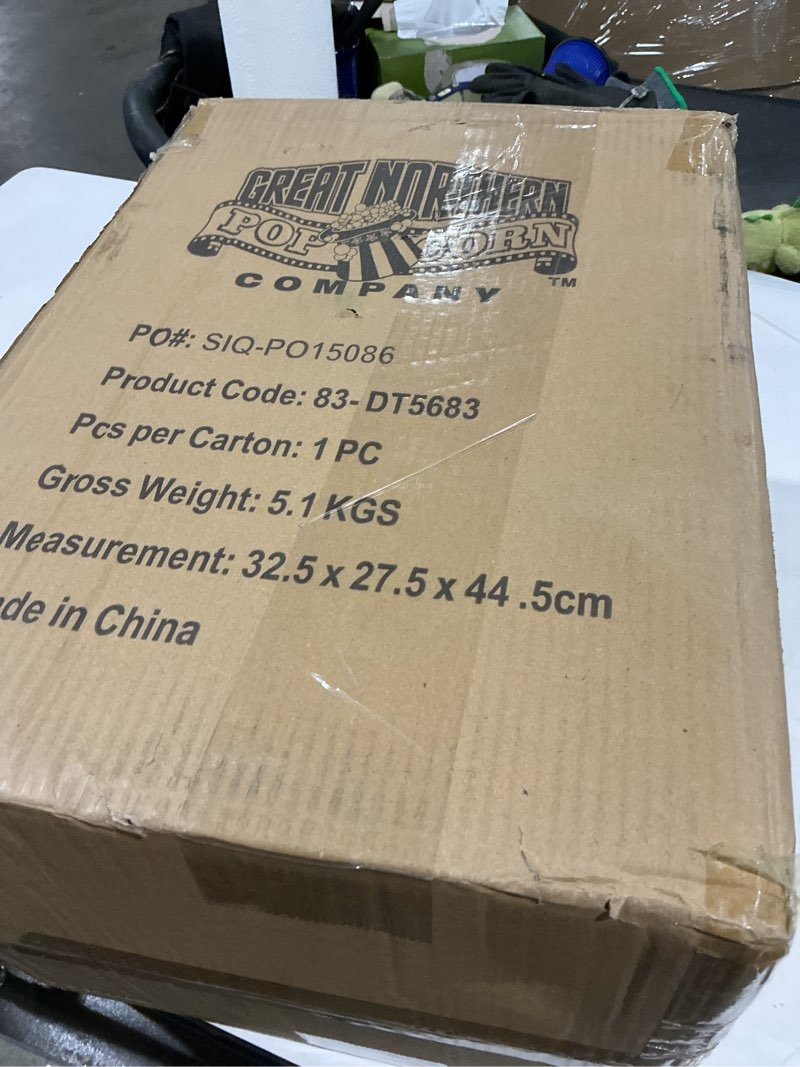 GREAT NORTHERN
POPCORN
COMPANY TM
PO#: SIQ-PO15086
Product Code: 83- DT5683
Pcs per Carton: 1 PC
Gross Weight: 5.1 KGS
Measurement: 32.5 x 27.5 x 44 .5cm
de in China